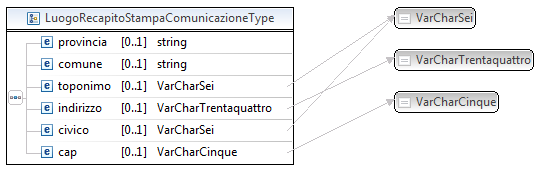 LuogoRecapitoStampaComunicazioneType
e provincia [0..1] string
e comune [0..1] string
e toponimo [0..1] VarCharSei
e indirizzo [0..1] VarCharTrentaquattro
e civico [0..1] VarCharSei
e cap [0..1] VarCharCinque
VarCharSei
VarCharTrentaquattro
VarCharCinque